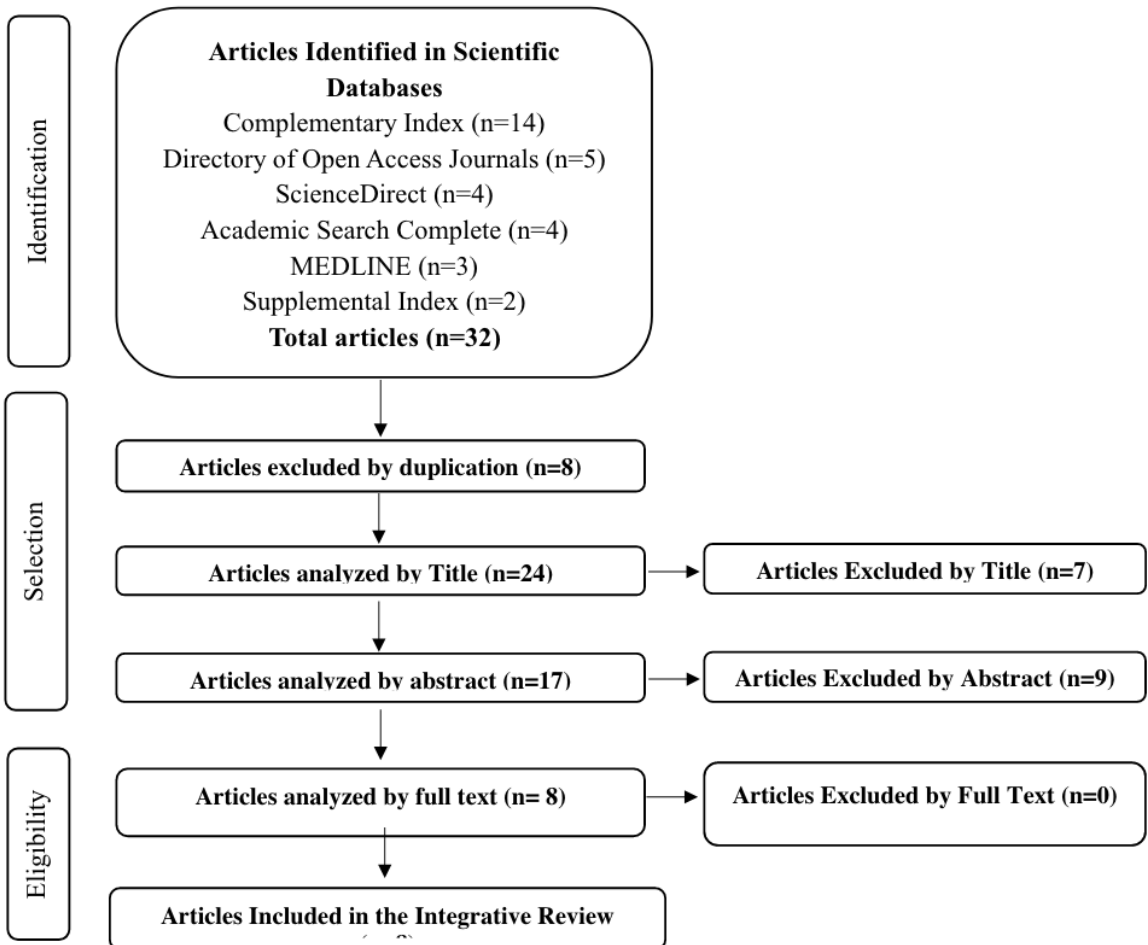 Identification
Articles Identified in Scientific
Databases
Complementary Index (n=14)
Directory of Open Access Journals (n=5)
ScienceDirect (n=4)
Academic Search Complete (n=4)
MEDLINE (n=3)
Supplemental Index (n=2)
Total articles (n=32)
Selection
Articles excluded by duplication (n=8)
Articles analyzed by Title (n=24)
Articles Excluded by Title (n=7)
Articles analyzed by abstract (n=17)
Articles Excluded by Abstract (n=9)
Eligibility
Articles analyzed by full text (n= 8)
Articles Excluded by Full Text (n=0)
Articles Included in the Integrative Review